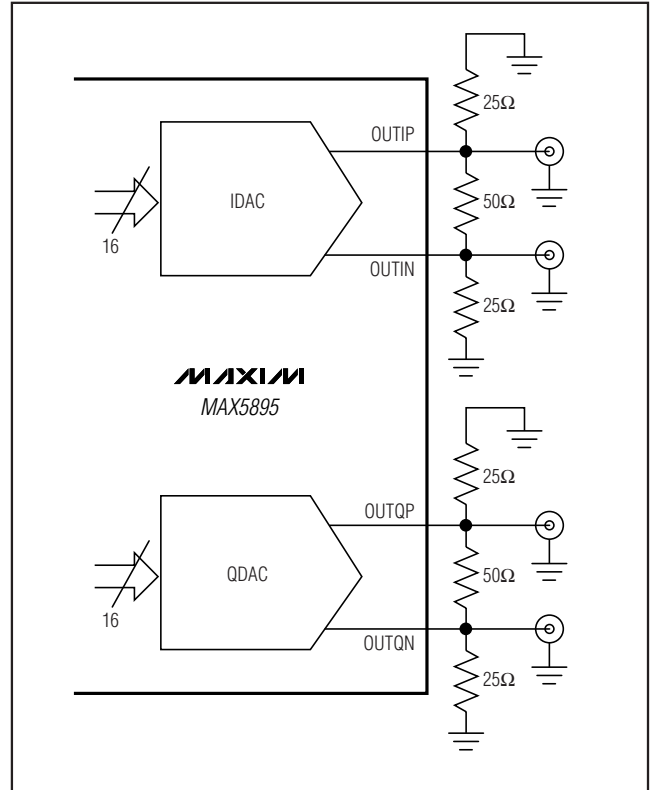 25Ω
OUTIP
IDAC
50Ω
16
OUTIN
25Ω
MAXIM
MAX5895
25Ω
OUTQP
QDAC
50Ω
16
OUTQN
25Ω